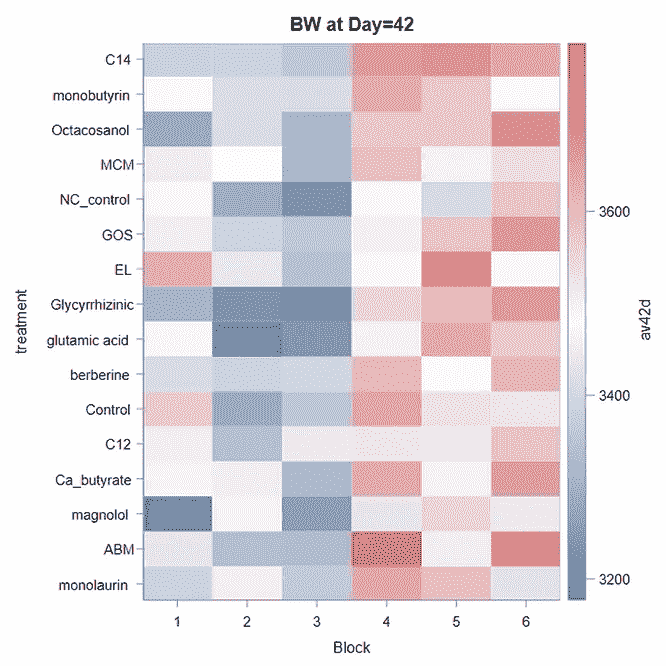 BW at Day=42
C14
monobutyrin
Octacosanol
MCM
NC_control
GOS
EL
Glycyrrhizinic
glutamic acid
berberine
Control
C12
Ca_butyrate
magnolol
ABM
monolaurin
treatment
1 2 3 4 5 6
Block
3600
3400
3200
av42d